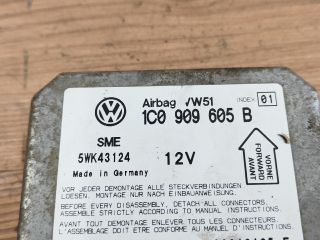 Airbag VW51
INDEX 01
1C0 909 605 B
SME
5WK43124
12V
Made in Germany
VORNE
FORWARD
AVANT
VOR JEDER DEMONTAGE ALLE STECKVERBINDUNGEN
LOESEN. MONTAGE NUR NACH EINBAUANWEISUNG.
BEFORE EVERY DISASSEMBLY, DETACH ALL CONNECTORS
ASSEMBLE STRICTLY ACCORDING TO MANUAL INSTRUCTIONS.
AVANT TOUT DEMONTAGE ENLEVER TOUS LES CONNECTEURS.
L'ASSEMBLAGE DOIT ETRE CONFORME AUX INSTRUCTIONS
DU MANUEL